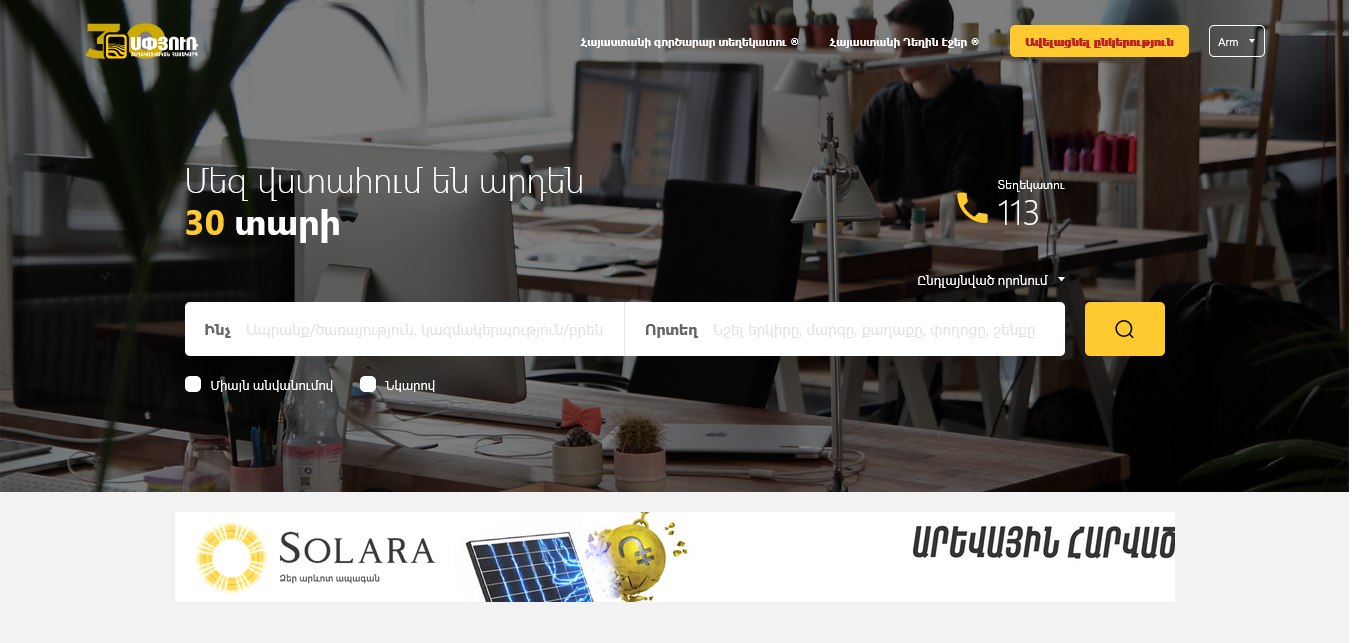 30 ՍՓՅՈՒՌ
Հայաստանի գործարար տեղեկատու ®
Հայաստանի Դեղին էջեր ®
Ավելացնել ընկերություն
Arm
Մեզ վստահում են արդեն
30 տարի
Տեղեկատու
113
Ընդլայնված որոնում
Ինչ Ապրանք/ծառայություն, կազմակերպություն/բրեն
Որտեղ Նշել երկիրը, մարզը, քաղաքը, փողոցը, շենքը
Միայն անվանումով
Նկարով
SOLARA
Ձեր արևոտ ապագան
ԱՐԵՎԱՅԻՆ ՀԱՐՎԱԾ